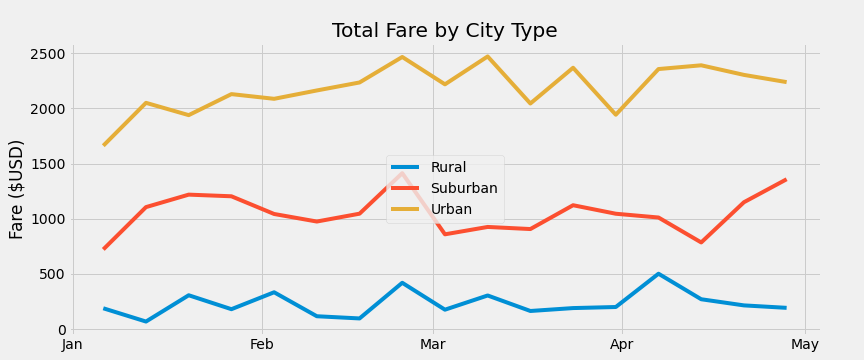 Total Fare by City Type
Fare ($USD)
2500
2000
1500
1000
500
0
Rural
Suburban
Urban
Jan Feb Mar Apr May